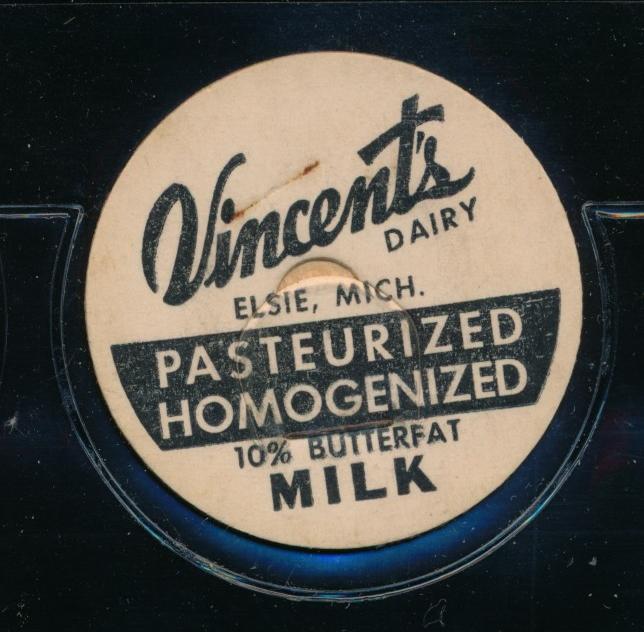 Vincent's
DAIRY
ELSIE, MICH.
PASTEURIZED
HOMOGENIZED
10% BUTTERFAT
MILK